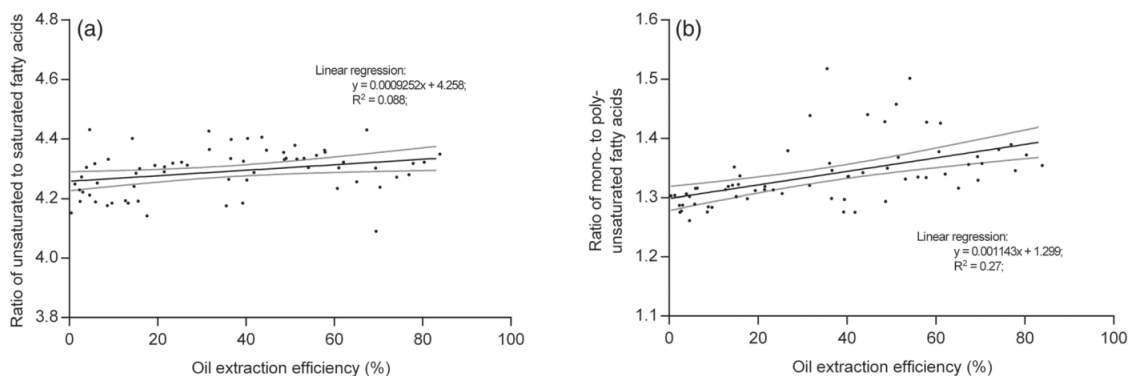 (a)
Ratio of unsaturated to saturated fatty acids
4.8
4.6
4.4
4.2
4.0
3.8
Linear regression:
y = 0.0009252x + 4.258;
R² = 0.088;
0 20 40 60 80 100
Oil extraction efficiency (%)
(b)
Ratio of mono- to poly-
unsaturated fatty acids
1.6
1.5
1.4
1.3
1.2
1.1
Linear regression:
y = 0.001143x + 1.299;
R² = 0.27;
0 20 40 60 80 100
Oil extraction efficiency (%)